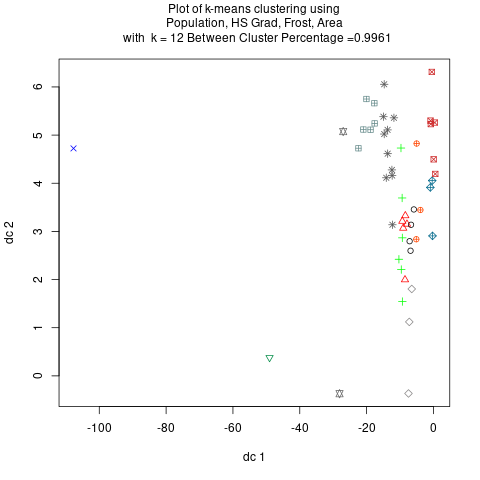 Plot of k-means clustering using
Population, HS Grad, Frost, Area
with k = 12 Between Cluster Percentage =0.9961
6
5
4
3
2
1
0
dc 2
-100
-80
-60
-40
-20
0
dc 1